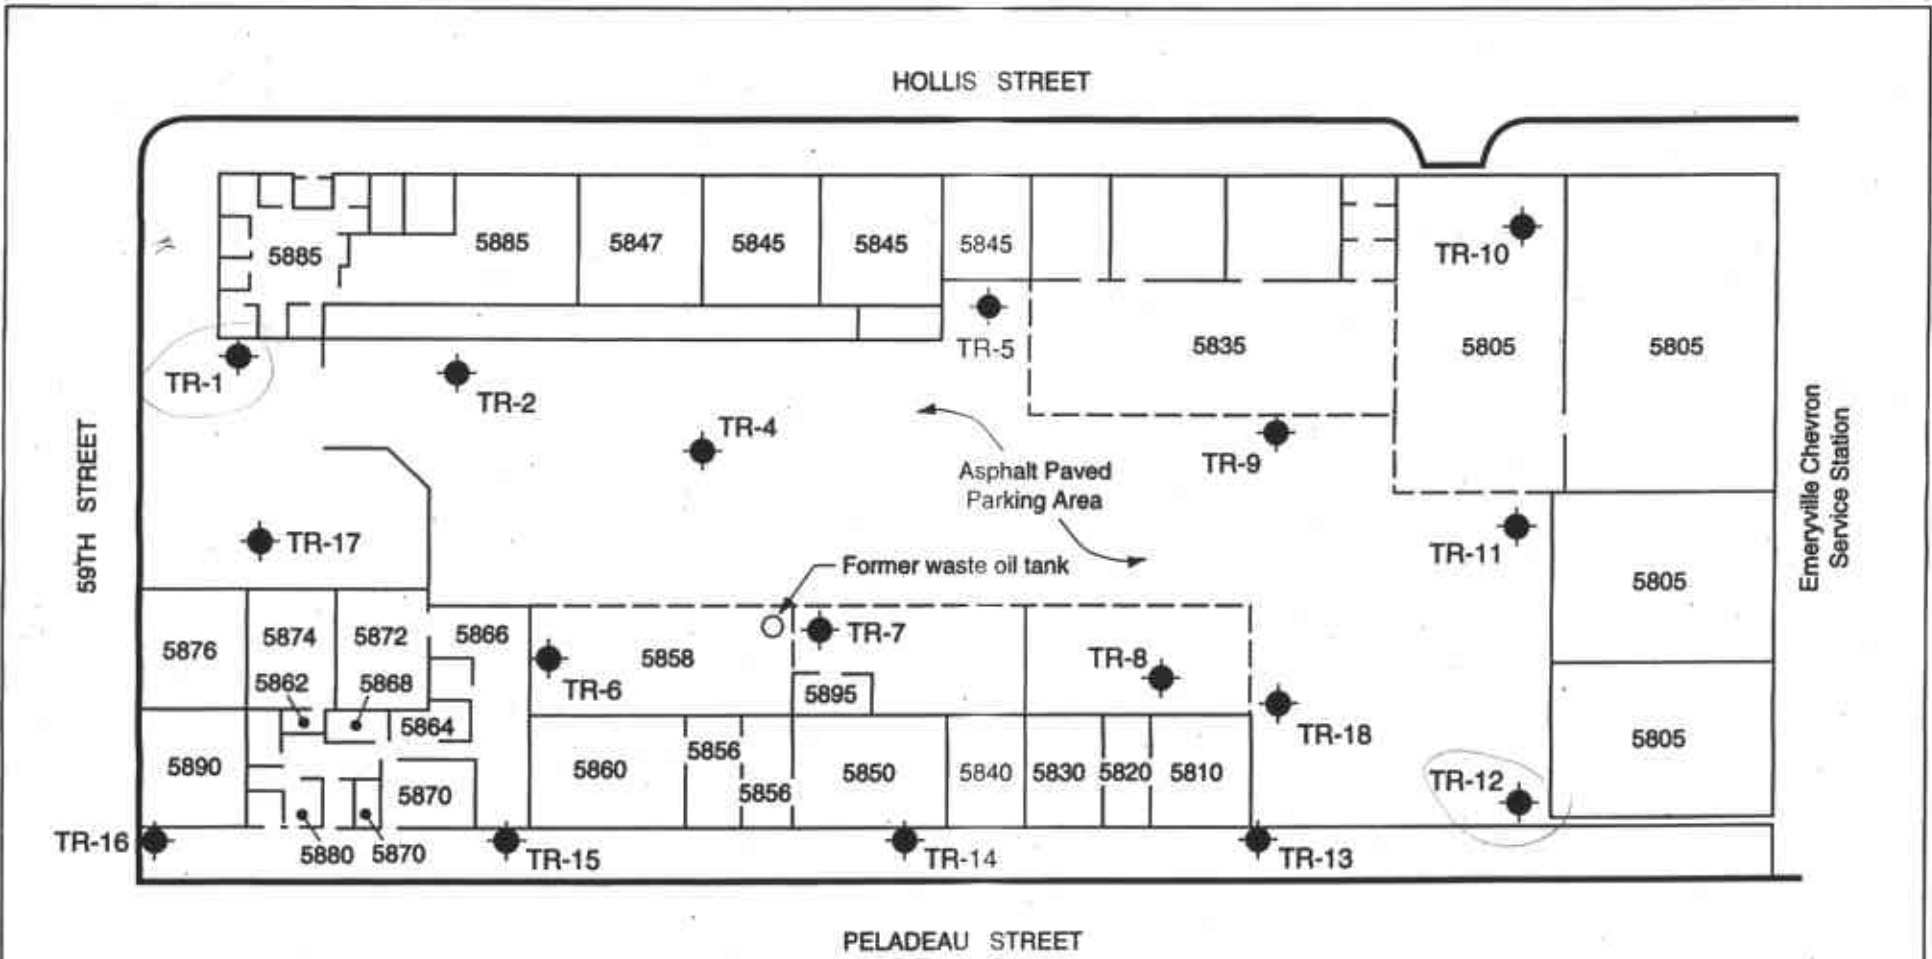 HOLLIS STREET
5885
5885
5847
5845
5845
5845
TR-10
TR-5
5835
5805
5805
TR-1
TR-2
TR-4
TR-9
Asphalt Paved
Parking Area
59TH STREET
Emeryville Chevron
Service Station
TR-17
TR-11
Former waste oil tank
5805
5876
5874
5872
5866
5858
TR-7
TR-8
5862
5868
TR-6
5895
5864
TR-18
5805
5890
5860
5856
5856
5850
5840
5830
5820
5810
TR-12
5870
TR-16
5880
5870
TR-15
TR-14
TR-13
PELADEAU STREET